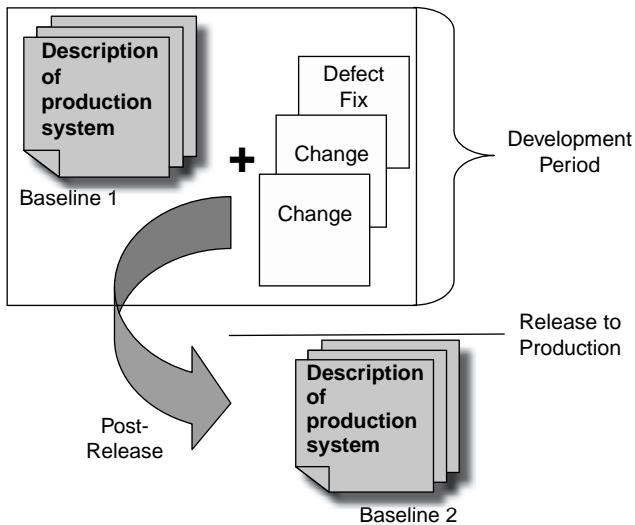 Description
of
production
system
Baseline 1
+
Defect
Fix
Change
Change
Development
Period
Release to
Production
Post-
Release
Description
of
production
system
Baseline 2